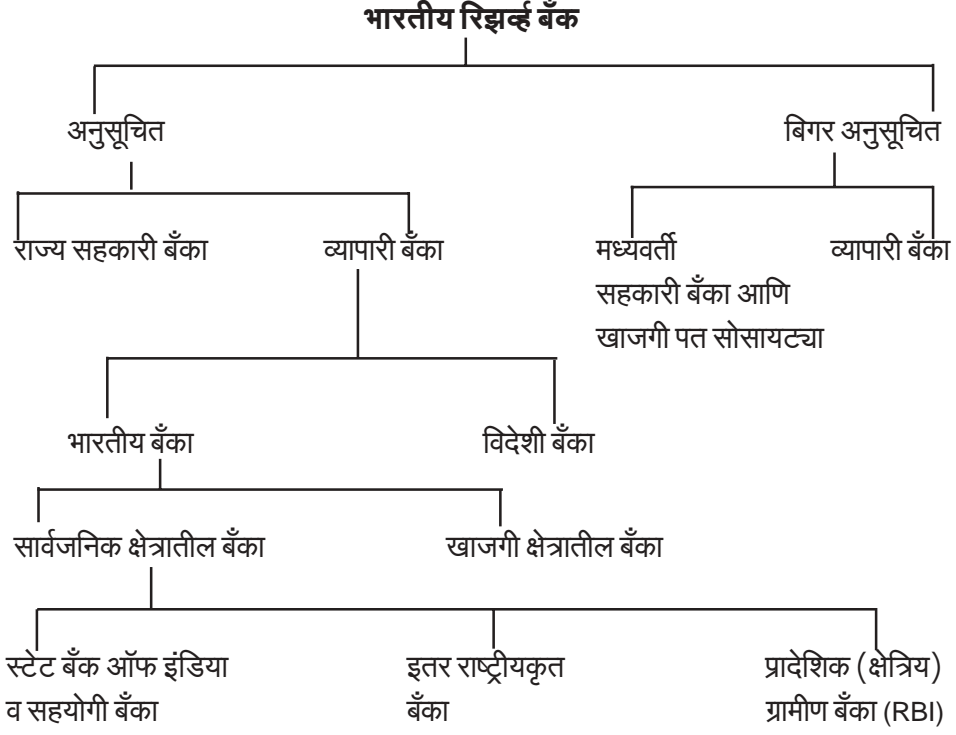 भारतीय रिझर्व्ह बँक
अनुसूचित
बिगर अनुसूचित
राज्य सहकारी बँका
व्यापारी बँका
मध्यवर्ती
सहकारी बँका आणि
खाजगी पत सोसायट्या
व्यापारी बँका
भारतीय बँका
विदेशी बँका
सार्वजनिक क्षेत्रातील बँका
खाजगी क्षेत्रातील बँका
स्टेट बँक ऑफ इंडिया
व सहयोगी बँका
इतर राष्ट्रीयकृत
बँका
प्रादेशिक (क्षेत्रिय)
ग्रामीण बँका (RBI)